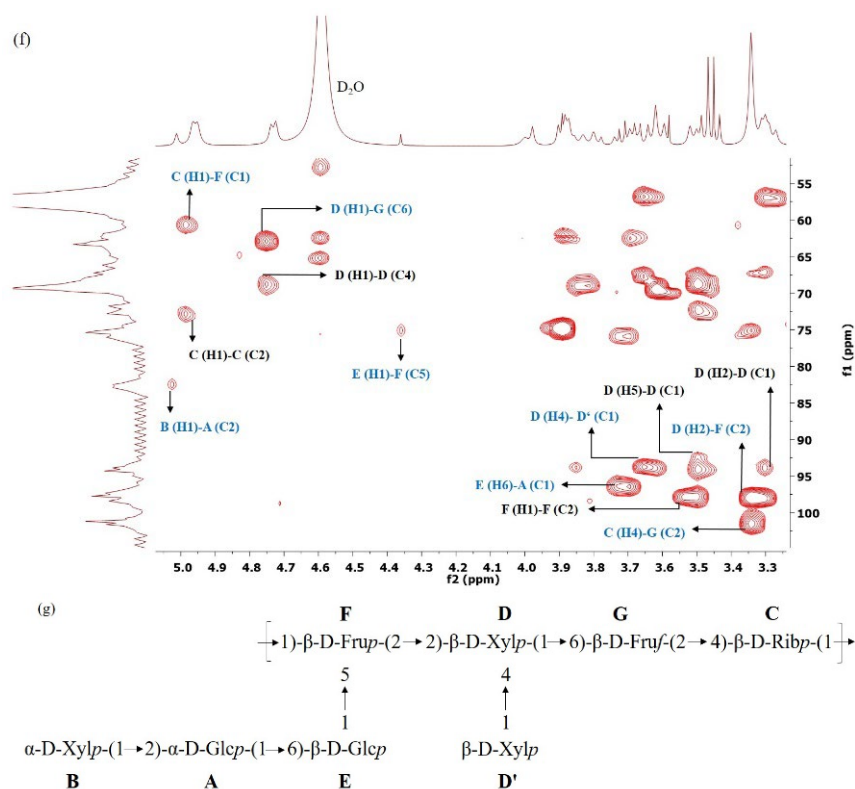 (f)
D₂O
C (H1)-F (C1)
D (H1)-G (C6)
D (H1)-D (C4)
C (H1)-C (C2)
E (H1)-F (C5)
B (H1)-A (C2)
D (H2)-D (C1)
D (H5)-D (C1)
D (H4)- D‘ (C1)
D (H2)-F (C2)
E (H6)-A (C1)
F (H1)-F (C2)
C (H4)-G (C2)
55
60
65
70
75
80
85
90
95
100
f1 (ppm)
5.0 4.9 4.8 4.7 4.6 4.5 4.4 4.3 4.2 4.1 4.0 3.9 3.8 3.7 3.6 3.5 3.4 3.3
f2 (ppm)
(g)
F D G C
→1)-β-D-Frup-(2→2)-β-D-Xylp-(1→6)-β-D-Fruf-(2→4)-β-D-Ribp-(1→
5 4
↑ ↑
1 1
α-D-Xylp-(1→2)-α-D-Glcp-(1→6)-β-D-Glcp β-D-Xylp
B A E D'